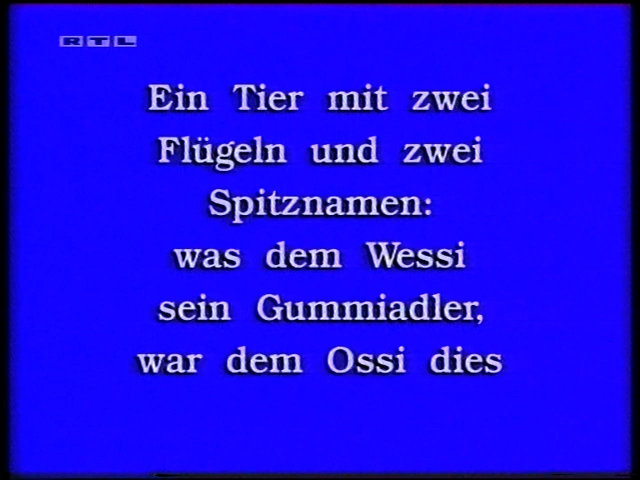 RTL
Ein Tier mit zwei
Flügeln und zwei
Spitznamen:
was dem Wessi
sein Gummiadler,
war dem Ossi dies